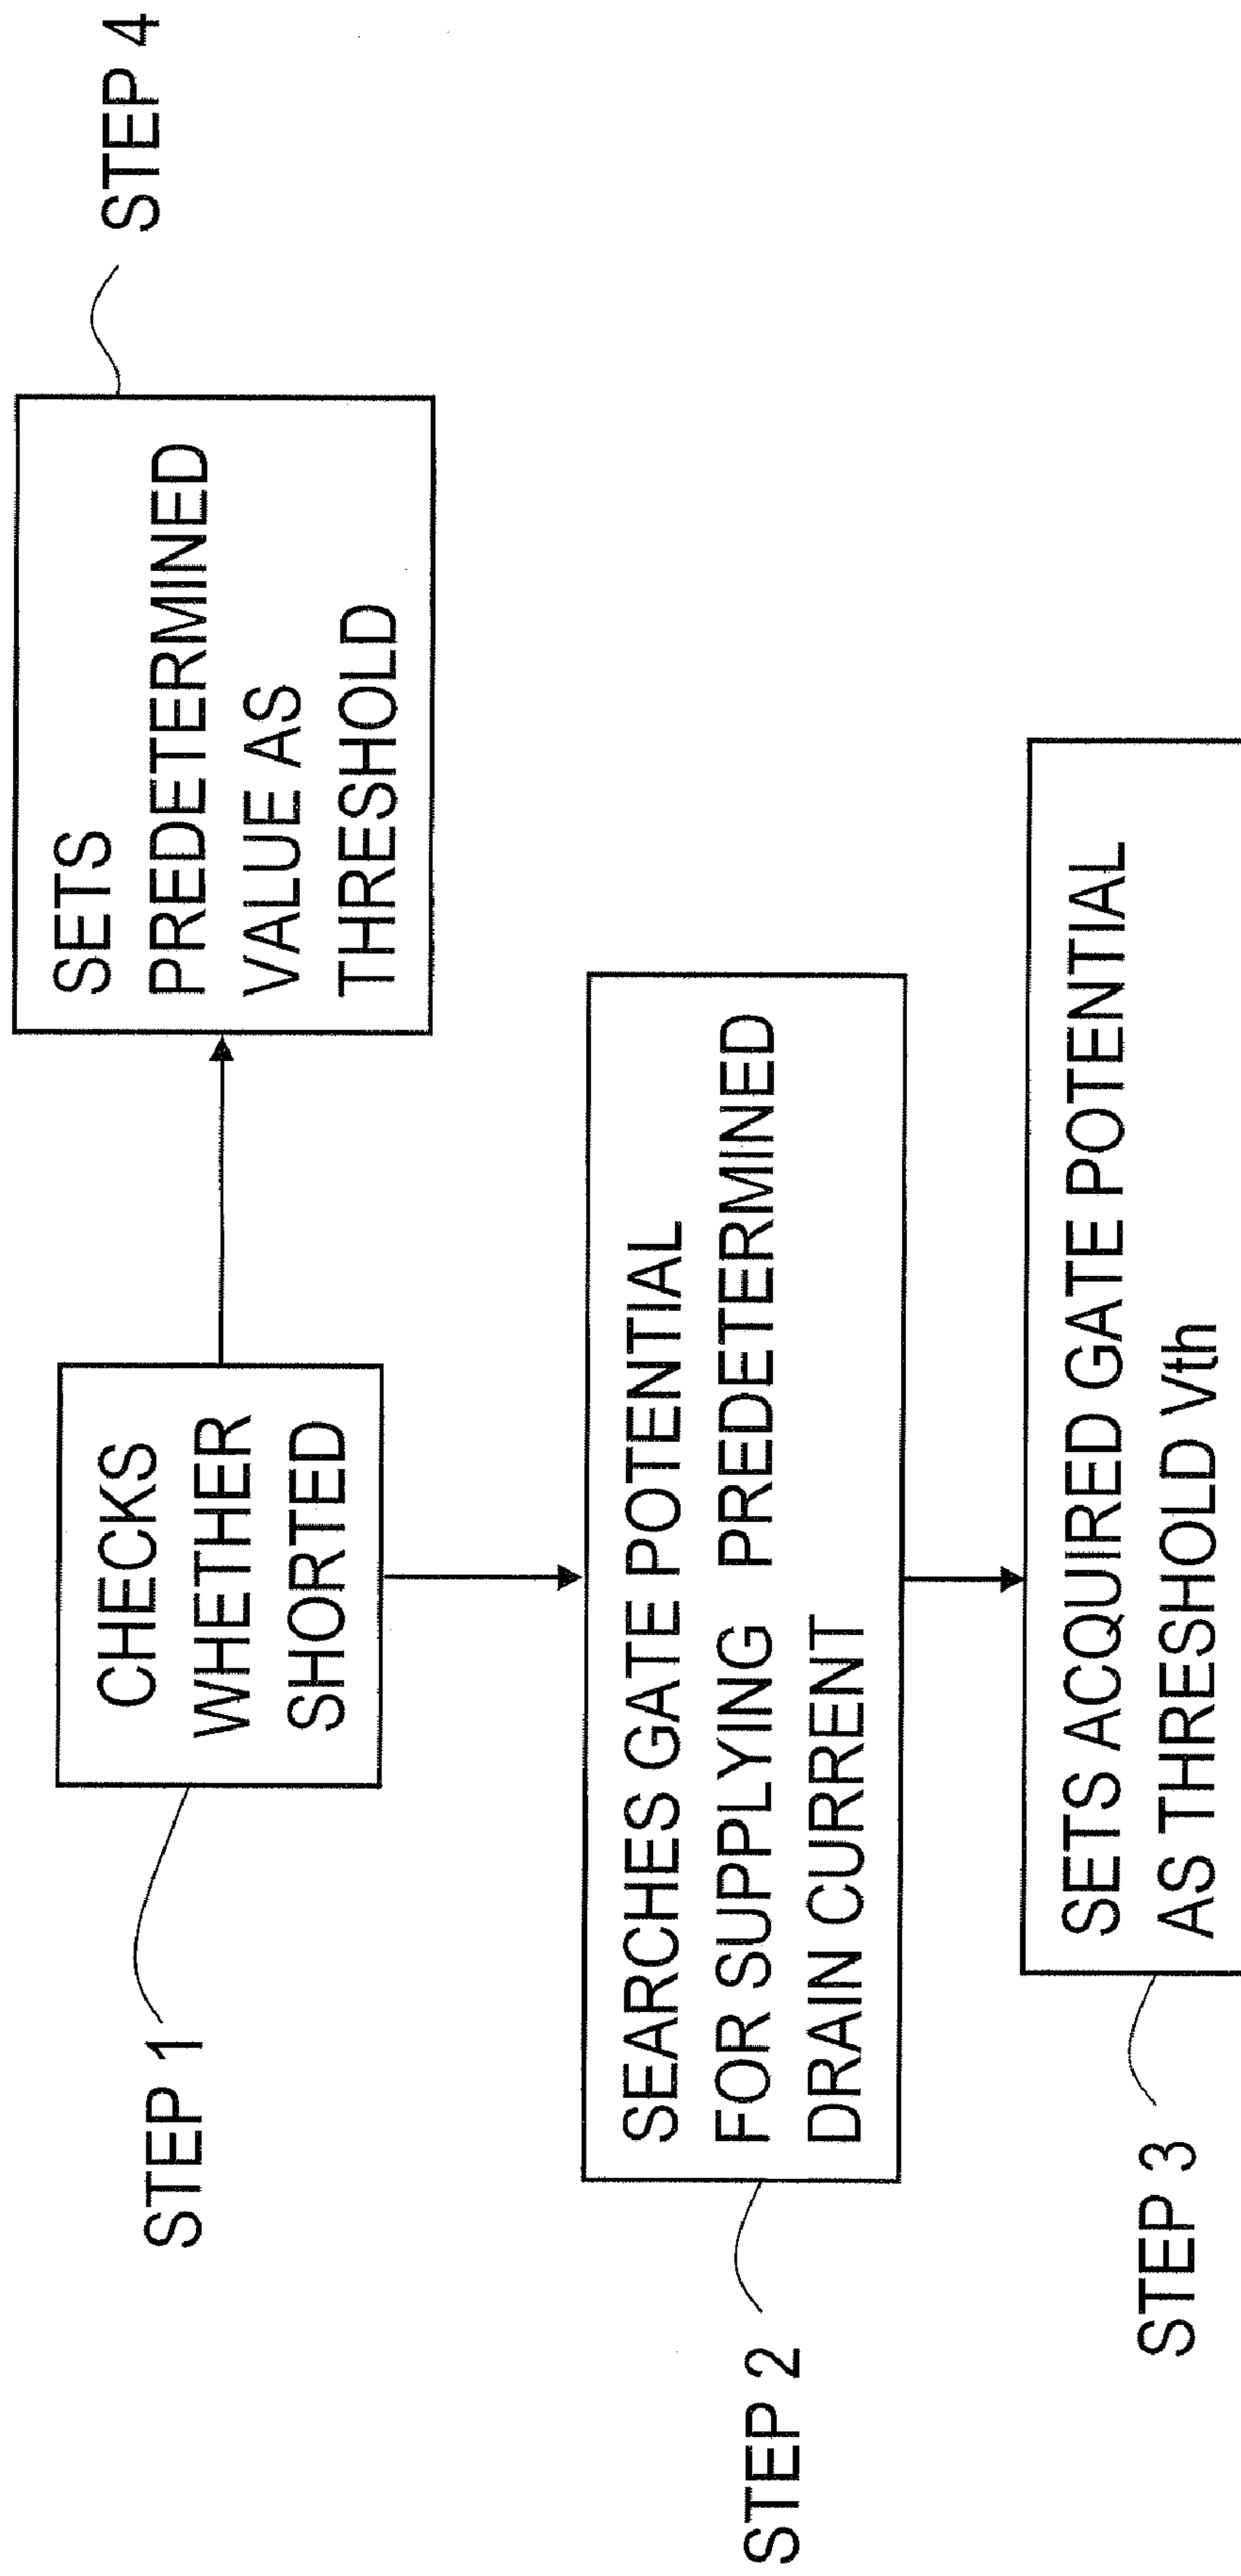 STEP 1
CHECKS
WHETHER
SHORTED
STEP 4
SETS
PREDETERMINED
VALUE AS
THRESHOLD
STEP 2
SEARCHES GATE POTENTIAL
FOR SUPPLYING PREDETERMINED
DRAIN CURRENT
STEP 3
SETS ACQUIRED GATE POTENTIAL
AS THRESHOLD Vth